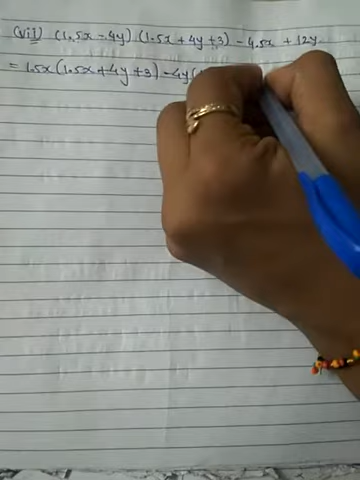 (vii) (1.5x - 4y) (1.5x + 4y + 3) - 4.5x + 12y.
= 1.5x (1.5x + 4y + 3) - 4y (